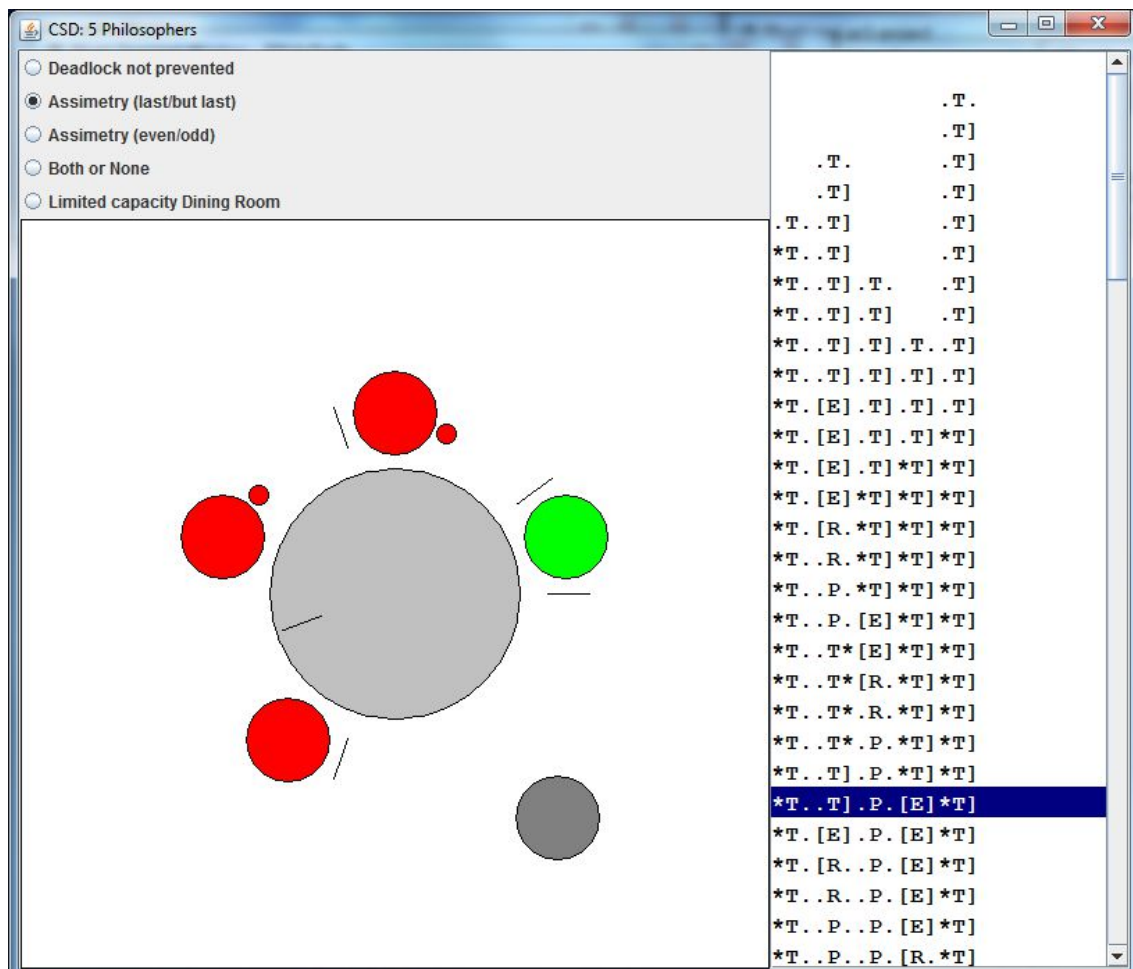 CSD: 5 Philosophers
Deadlock not prevented
Assimetry (last/but last)
Assimetry (even/odd)
Both or None
Limited capacity Dining Room
.T.
.T]
.T. .T]
.T] .T]
.T..T] .T]
*T..T] .T]
*T..T].T. .T]
*T..T].T] .T]
*T..T].T].T..T]
*T..T].T].T].T]
*T.[E].T].T].T]
*T.[E].T].T]*T]
*T.[E].T]*T]*T]
*T.[E]*T]*T]*T]
*T.[R.*T]*T]*T]
*T..R.*T]*T]*T]
*T..P.*T]*T]*T]
*T..P.[E]*T]*T]
*T..T*[E]*T]*T]
*T..T*[R.*T]*T]
*T..T*.R.*T]*T]
*T..T*.P.*T]*T]
*T..T].P.*T]*T]
*T..T].P.[E]*T]
*T.[E].P.[E]*T]
*T.[R..P.[E]*T]
*T..R..P.[E]*T]
*T..P..P.[E]*T]
*T..P..P.[R.*T]